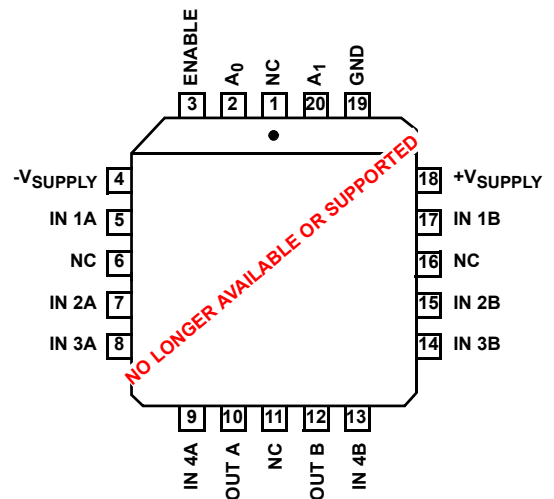 ENABLE
A0
NC
A1
GND
3
2
1
20
19
-VSUPPLY 4
18 +VSUPPLY
IN 1A 5
17 IN 1B
NC 6
16 NC
IN 2A 7
15 IN 2B
IN 3A 8
14 IN 3B
NO LONGER AVAILABLE OR SUPPORTED
9
10
11
12
13
IN 4A
OUT A
NC
OUT B
IN 4B